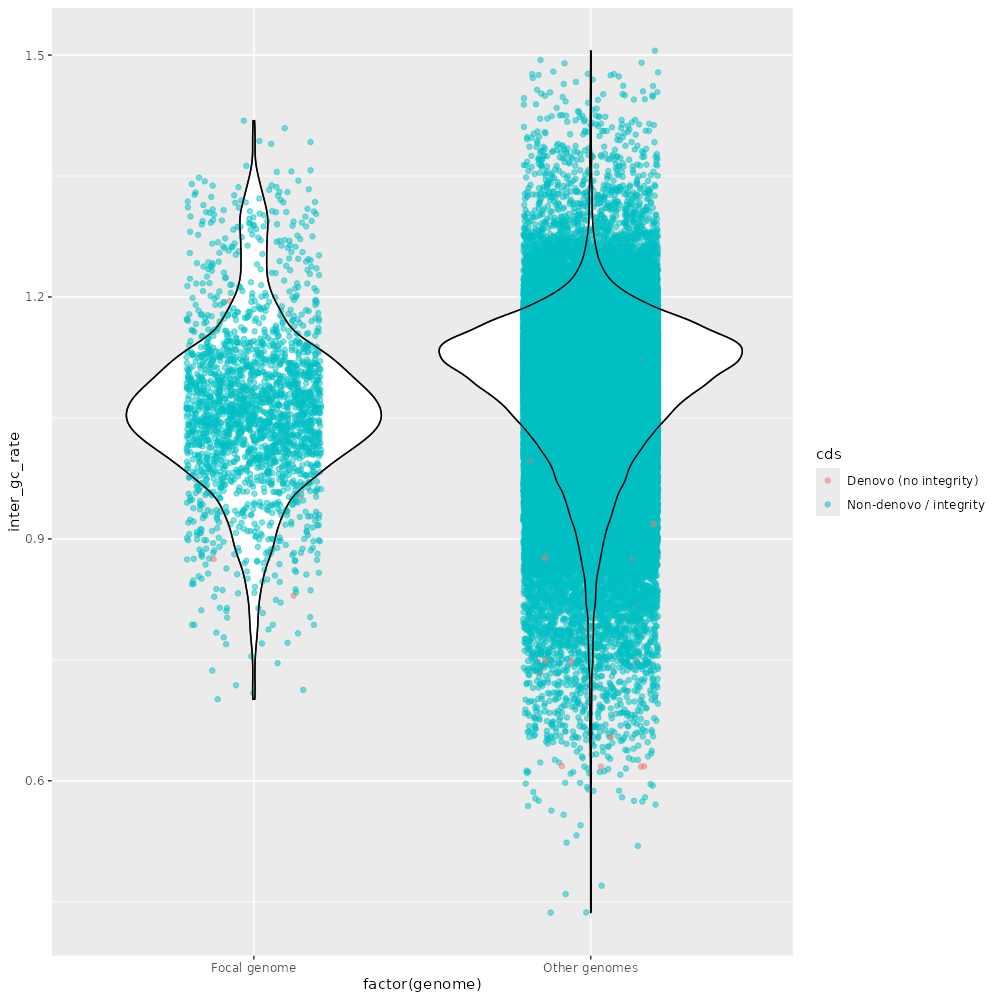 1.5
1.2
0.9
0.6
inter_gc_rate
Focal genome
Other genomes
factor(genome)
cds
Denovo (no integrity)
Non-denovo / integrity